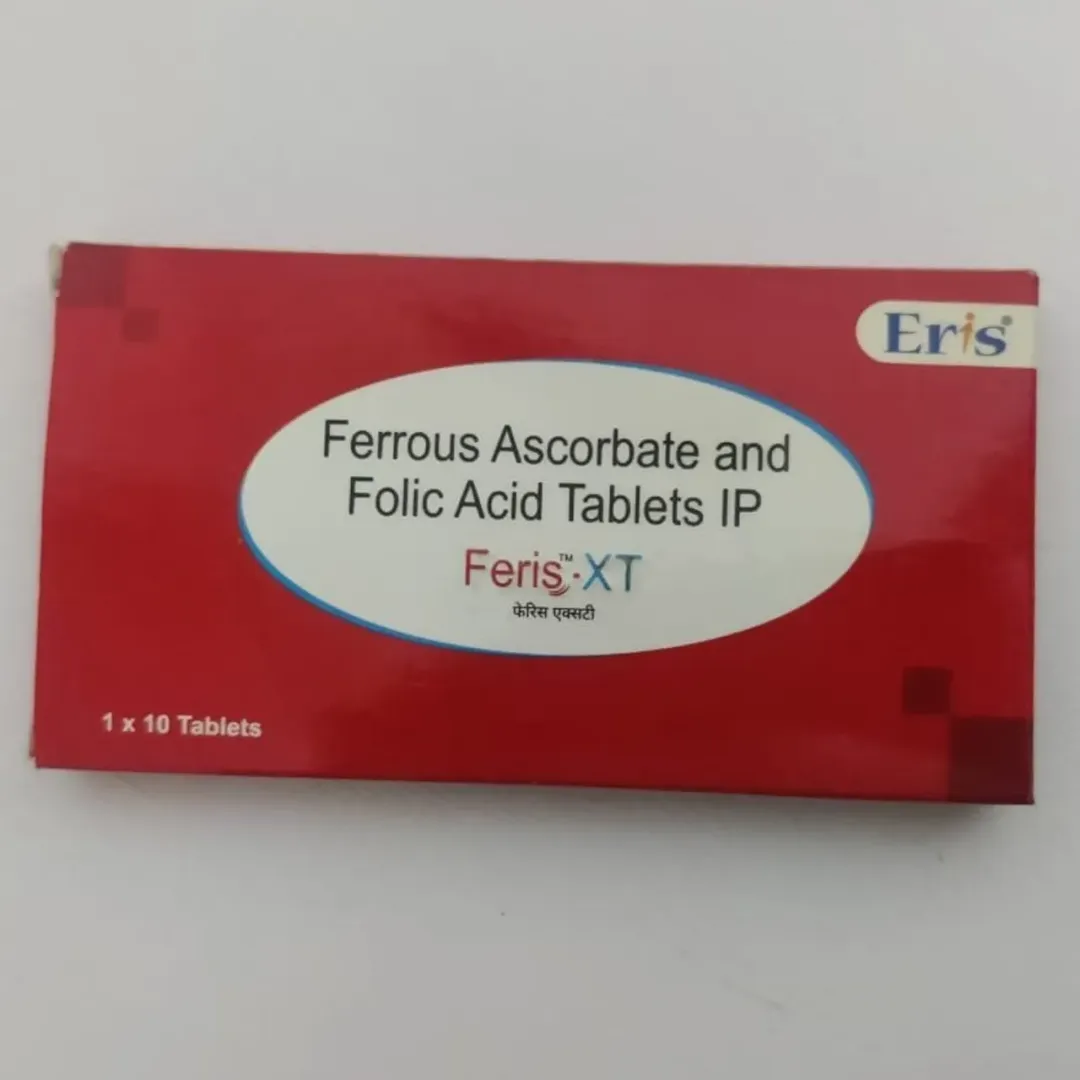 Eris
Ferrous Ascorbate and
Folic Acid Tablets IP
Feris™-XT
फेरिस एक्सटी
1 x 10 Tablets